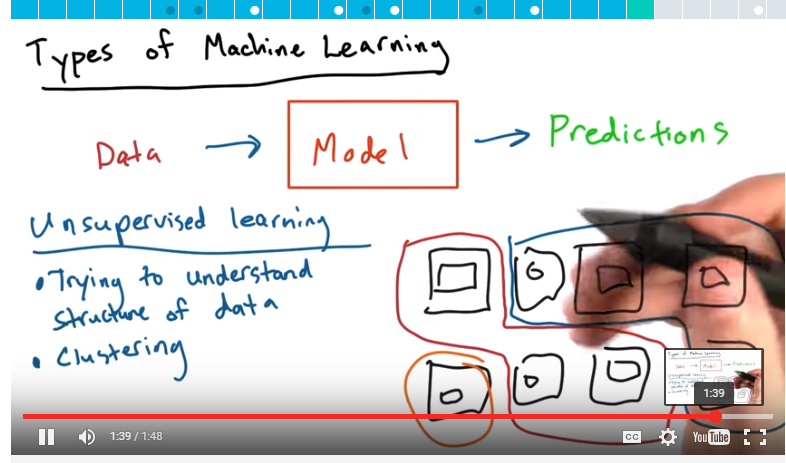 Types of Machine Learning
Data → Model → Predictions
Unsupervised learning
• Trying to understand
structure of data
• Clustering
1:39
1:39 / 1:48
CC
YouTube